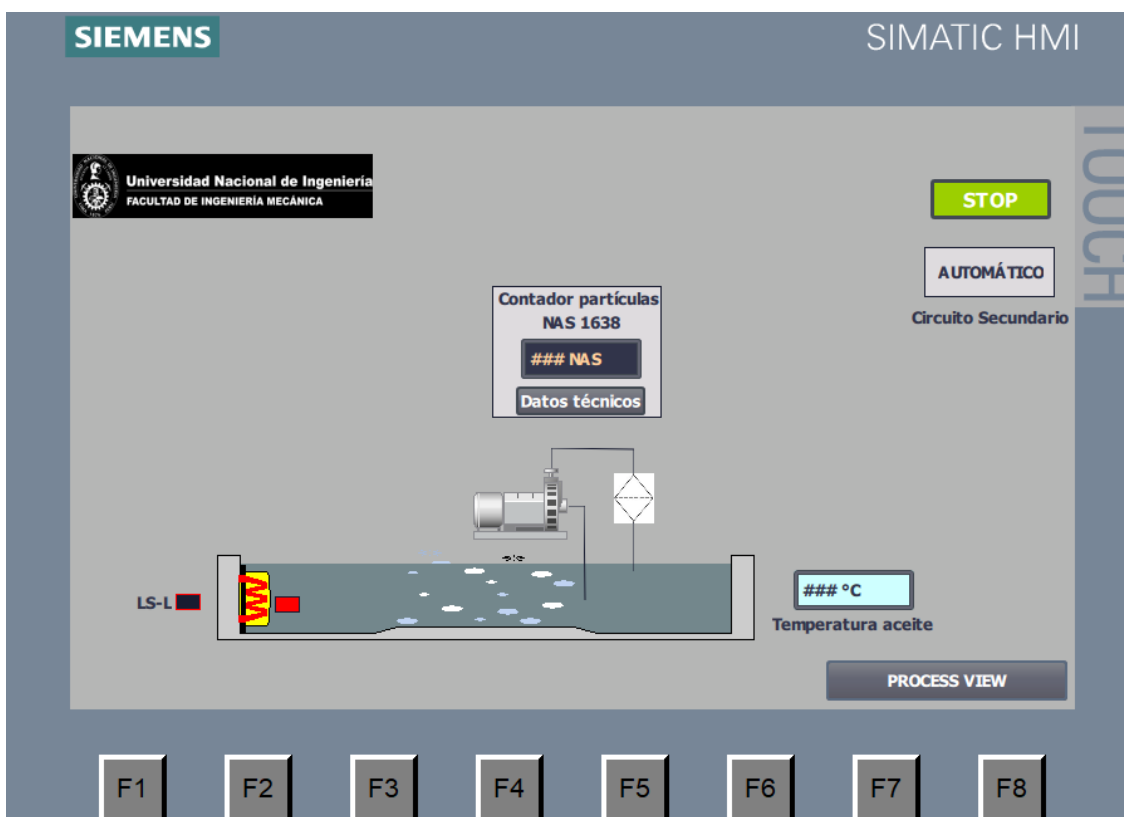 SIEMENS
SIMATIC HMI
TOUCH
Universidad Nacional de Ingeniería
FACULTAD DE INGENIERÍA MECÁNICA
STOP
AUTOMÁTICO
Circuito Secundario
Contador partículas
NAS 1638
### NAS
Datos técnicos
LS-L
### °C
Temperatura aceite
PROCESS VIEW
F1 F2 F3 F4 F5 F6 F7 F8